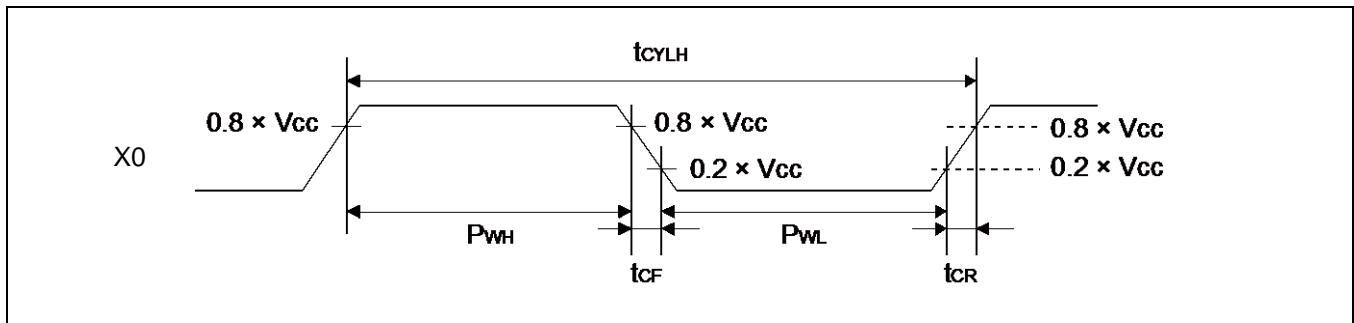 tCYLH
0.8 × Vcc
0.8 × Vcc
0.8 × Vcc
X0
0.2 × Vcc
0.2 × Vcc
PWH
PWL
tCF
tCR